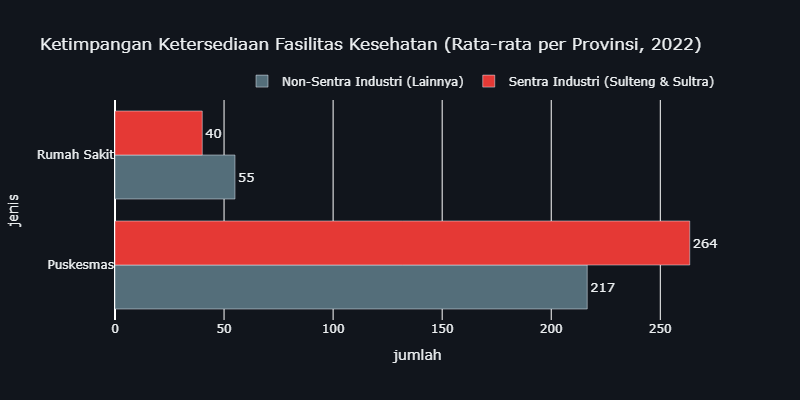 Ketimpangan Ketersediaan Fasilitas Kesehatan (Rata-rata per Provinsi, 2022)
Non-Sentra Industri (Lainnya)
Sentra Industri (Sulteng & Sultra)
Rumah Sakit
40
55
jenis
Puskesmas
264
217
0
50
100
150
200
250
jumlah